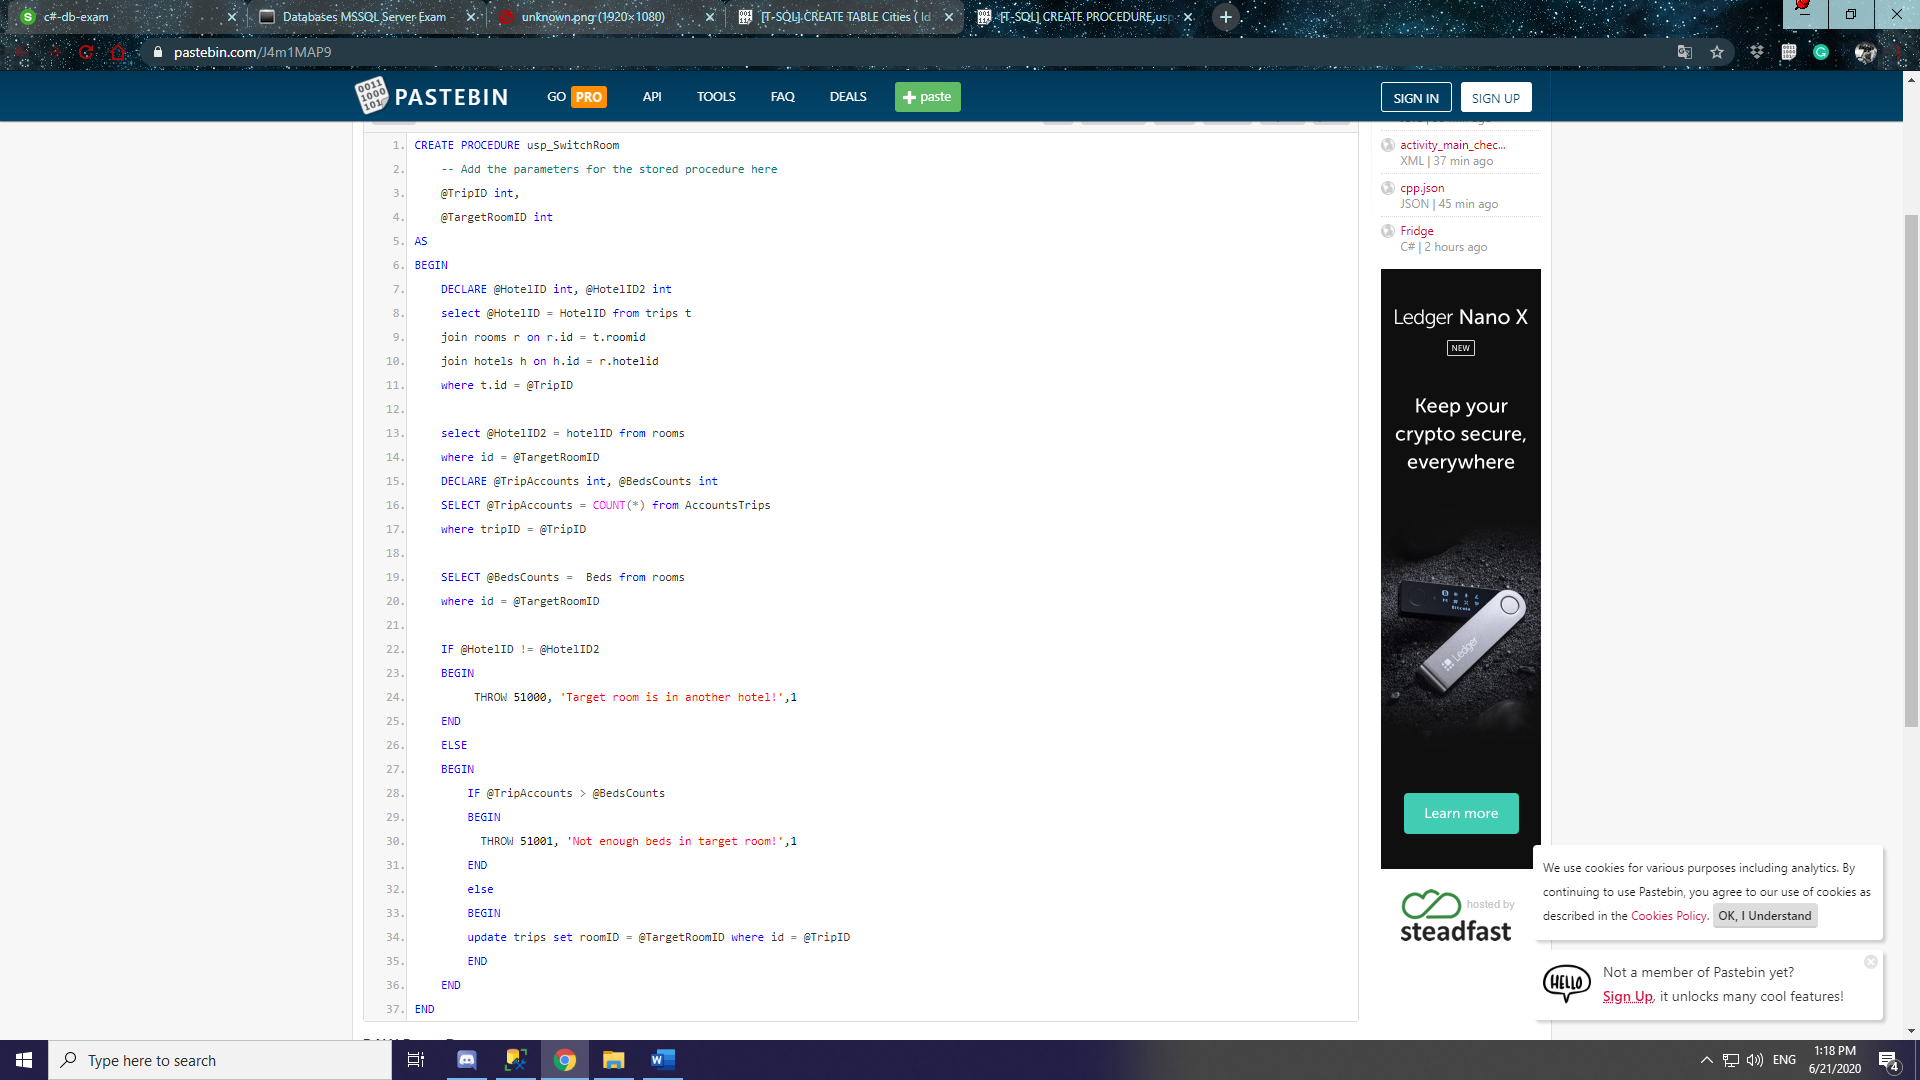 c#-db-exam
Databases MSSQL Server Exam
unknown.png (1920×1080)
[T-SQL] CREATE TABLE Cities ( Id
[T-SQL] CREATE PROCEDURE usp
pastebin.com/J4m1MAP9
PASTEBIN
GO PRO
API
TOOLS
FAQ
DEALS
paste
SIGN IN
SIGN UP
1. CREATE PROCEDURE usp_SwitchRoom
2. -- Add the parameters for the stored procedure here
3. @TripID int,
4. @TargetRoomID int
5. AS
6. BEGIN
7. DECLARE @HotelID int, @HotelID2 int
8. select @HotelID = HotelID from trips t
9. join rooms r on r.id = t.roomid
10. join hotels h on h.id = r.hotelid
11. where t.id = @TripID
12.
13. select @HotelID2 = hotelID from rooms
14. where id = @TargetRoomID
15. DECLARE @TripAccounts int, @BedsCounts int
16. SELECT @TripAccounts = COUNT(*) from AccountsTrips
17. where tripID = @TripID
18.
19. SELECT @BedsCounts =  Beds from rooms
20. where id = @TargetRoomID
21.
22. IF @HotelID != @HotelID2
23. BEGIN
24. THROW 51000, 'Target room is in another hotel!',1
25. END
26. ELSE
27. BEGIN
28. IF @TripAccounts > @BedsCounts
29. BEGIN
30. THROW 51001, 'Not enough beds in target room!',1
31. END
32. else
33. BEGIN
34. update trips set roomID = @TargetRoomID where id = @TripID
35. END
36. END
37. END
activity_main_chec...
XML | 37 min ago
cpp.json
JSON | 45 min ago
Fridge
C# | 2 hours ago
Ledger Nano X
NEW
Keep your
crypto secure,
everywhere
Ledger
Learn more
hosted by
steadfast
We use cookies for various purposes including analytics. By
continuing to use Pastebin, you agree to our use of cookies as
described in the Cookies Policy. OK, I Understand
HELLO
Not a member of Pastebin yet?
Sign Up, it unlocks many cool features!
Type here to search
ENG
1:18 PM
6/21/2020
4